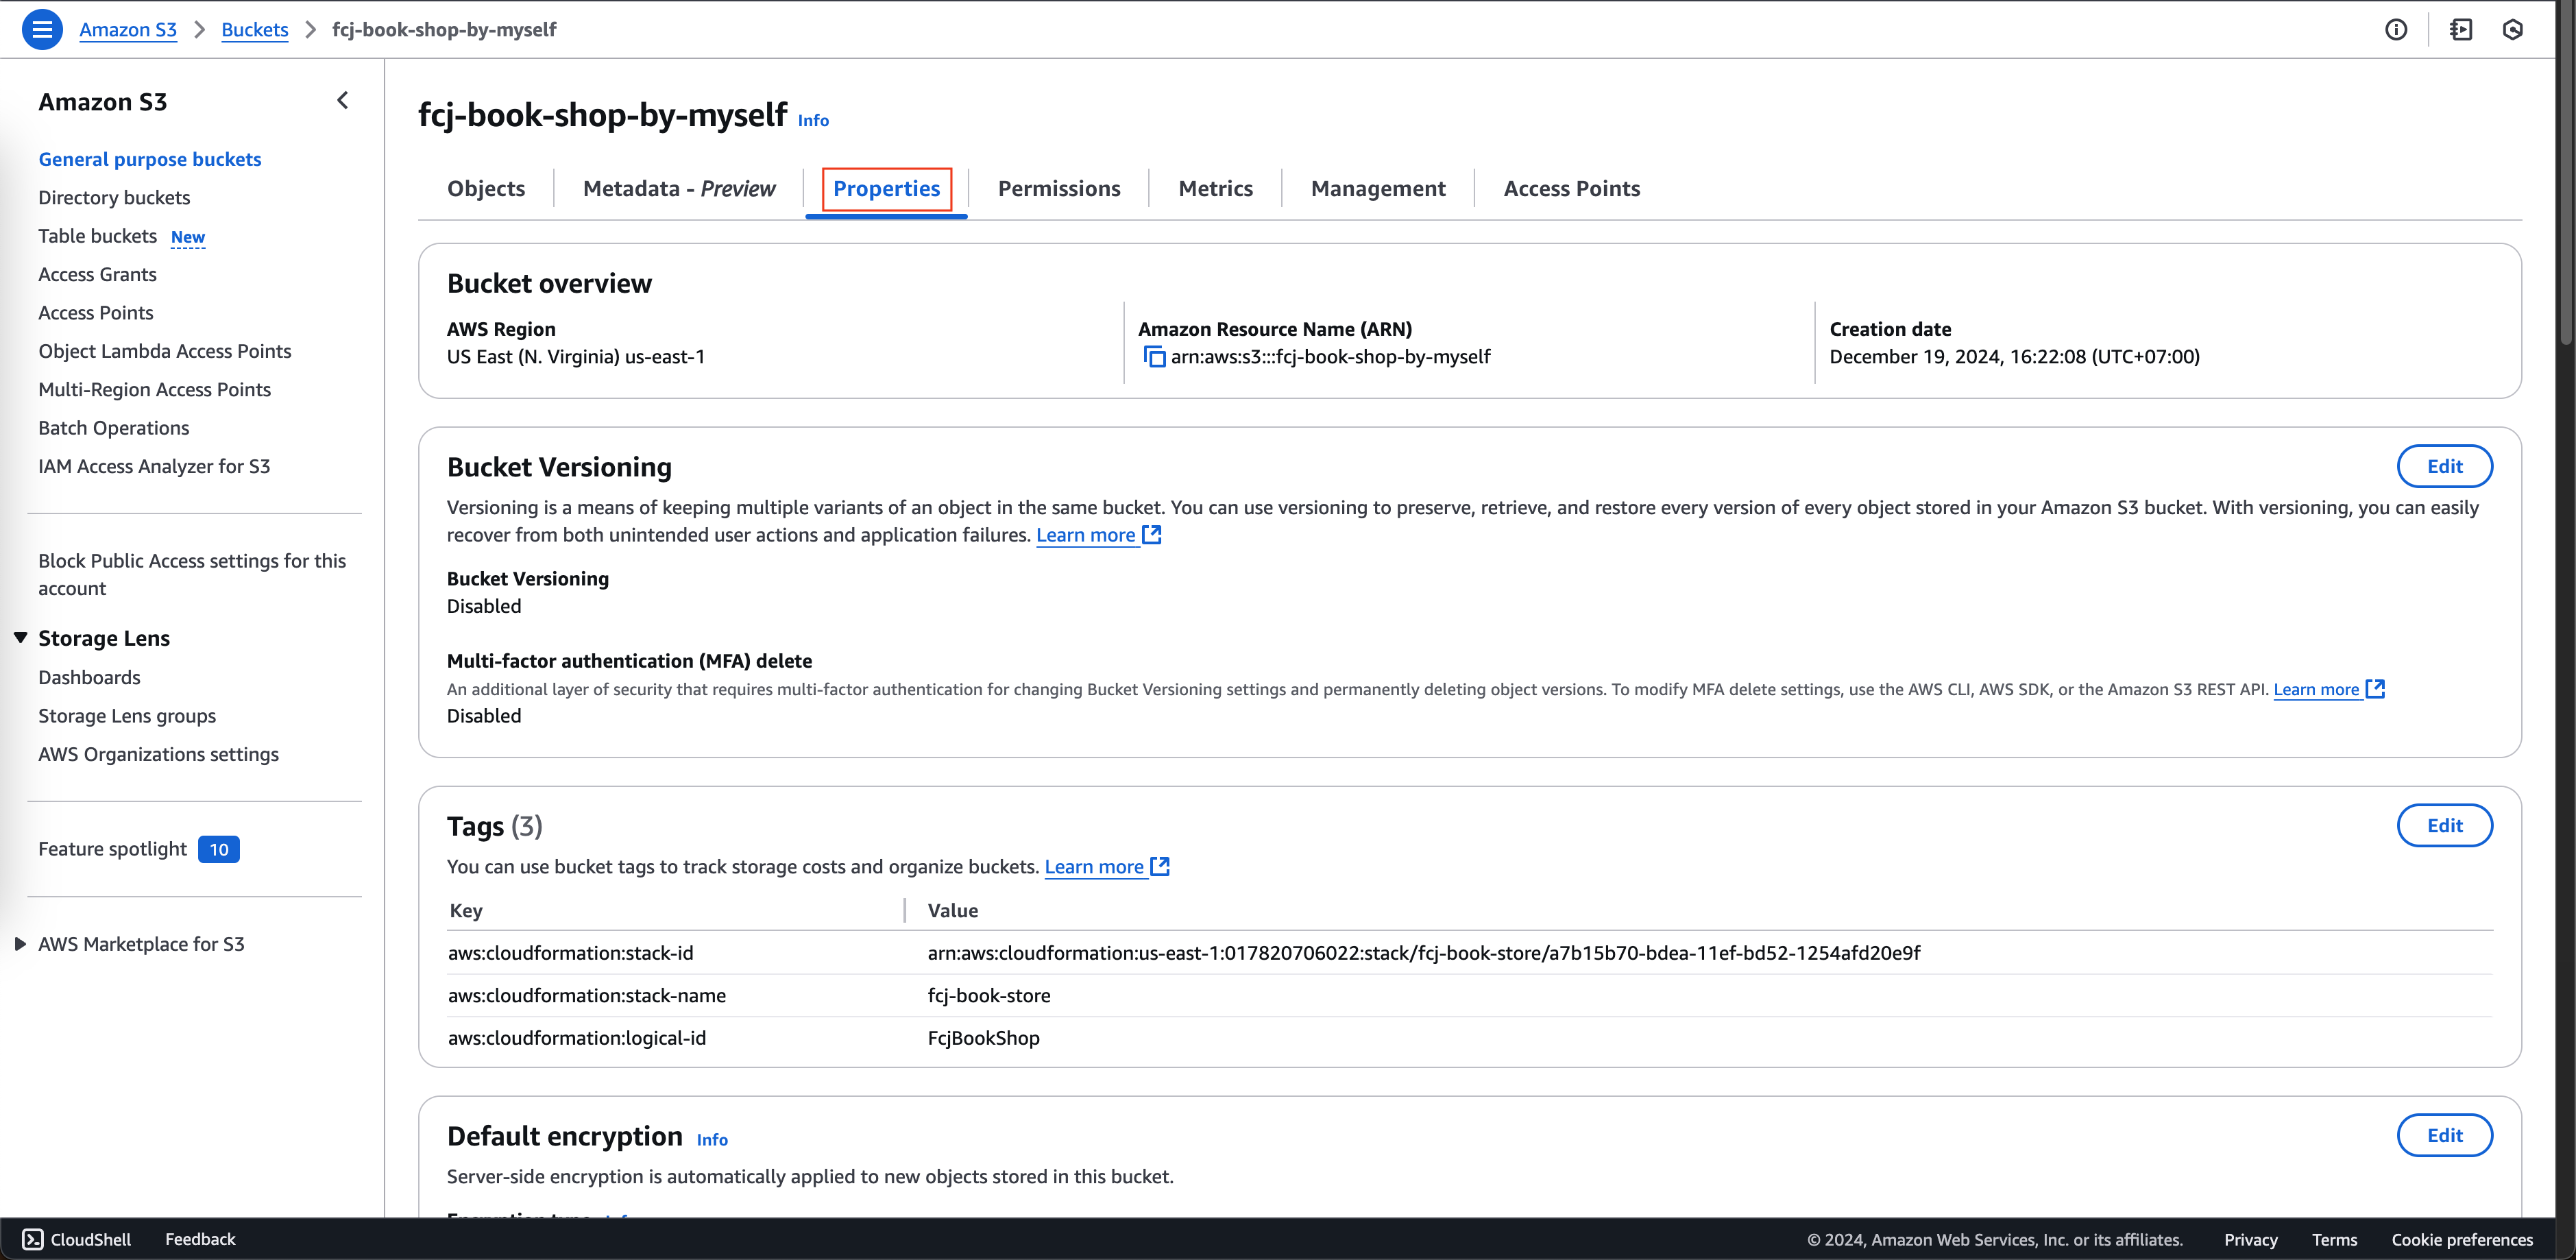 Amazon S3 > Buckets > fcj-book-shop-by-myself
Amazon S3
General purpose buckets
Directory buckets
Table buckets New
Access Grants
Access Points
Object Lambda Access Points
Multi-Region Access Points
Batch Operations
IAM Access Analyzer for S3
Block Public Access settings for this
account
Storage Lens
Dashboards
Storage Lens groups
AWS Organizations settings
Feature spotlight 10
AWS Marketplace for S3
fcj-book-shop-by-myself Info
Objects
Metadata - Preview
Properties
Permissions
Metrics
Management
Access Points
Bucket overview
AWS Region
US East (N. Virginia) us-east-1
Amazon Resource Name (ARN)
arn:aws:s3:::fcj-book-shop-by-myself
Creation date
December 19, 2024, 16:22:08 (UTC+07:00)
Bucket Versioning
Edit
Versioning is a means of keeping multiple variants of an object in the same bucket. You can use versioning to preserve, retrieve, and restore every version of every object stored in your Amazon S3 bucket. With versioning, you can easily
recover from both unintended user actions and application failures. Learn more
Bucket Versioning
Disabled
Multi-factor authentication (MFA) delete
An additional layer of security that requires multi-factor authentication for changing Bucket Versioning settings and permanently deleting object versions. To modify MFA delete settings, use the AWS CLI, AWS SDK, or the Amazon S3 REST API. Learn more
Disabled
Tags (3)
Edit
You can use bucket tags to track storage costs and organize buckets. Learn more
Key Value
aws:cloudformation:stack-id arn:aws:cloudformation:us-east-1:017820706022:stack/fcj-book-store/a7b15b70-bdea-11ef-bd52-1254afd20e9f
aws:cloudformation:stack-name fcj-book-store
aws:cloudformation:logical-id FcjBookShop
Default encryption Info
Edit
Server-side encryption is automatically applied to new objects stored in this bucket.
CloudShell Feedback © 2024, Amazon Web Services, Inc. or its affiliates. Privacy Terms Cookie preferences